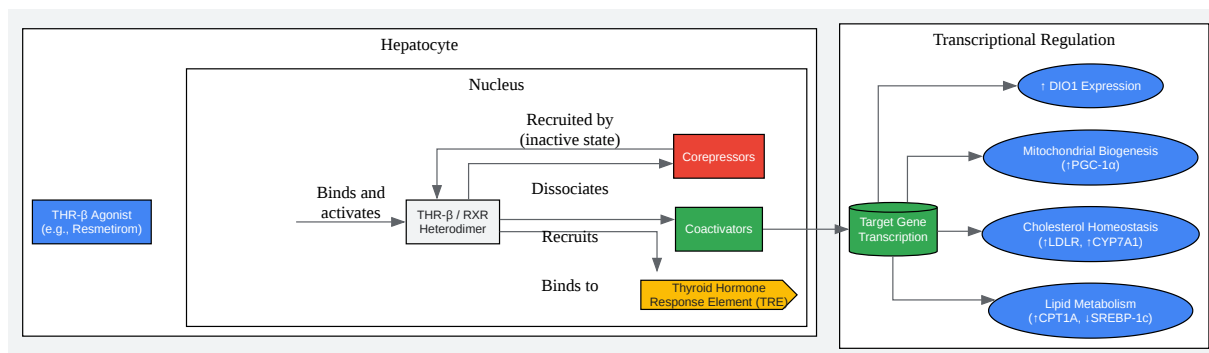 Hepatocyte
Transcriptional Regulation
Nucleus
↑ DIO1 Expression
Recruited by
(inactive state)
Corepressors
Mitochondrial Biogenesis
(↑PGC-1α)
Binds and
activates
Dissociates
THR-β Agonist
(e.g., Resmetirom)
THR-β / RXR
Heterodimer
Coactivators
Target Gene
Transcription
Cholesterol Homeostasis
(↑LDLR, ↑CYP7A1)
Recruits
Binds to
Thyroid Hormone
Response Element (TRE)
Lipid Metabolism
(↑CPT1A, ↓SREBP-1c)